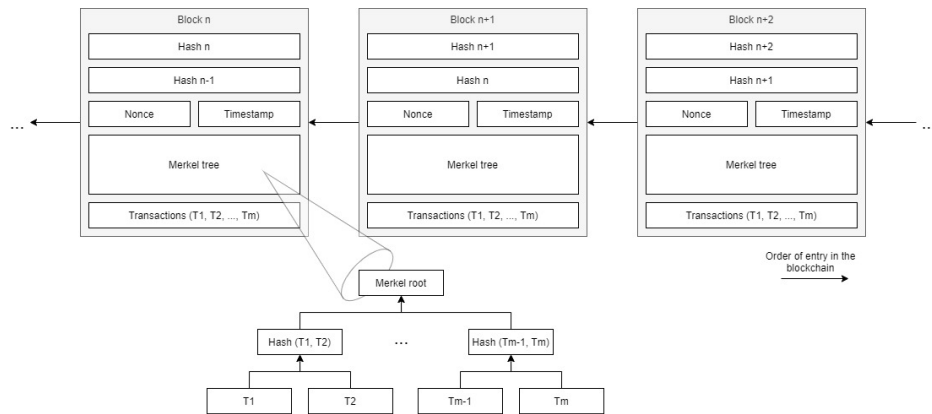 Block n
Block n+1
Block n+2
Hash n
Hash n+1
Hash n+2
Hash n-1
Hash n
Hash n+1
Nonce
Timestamp
Nonce
Timestamp
Nonce
Timestamp
...
...
Merkel tree
Merkel tree
Merkel tree
Transactions (T1, T2, ..., Tm)
Transactions (T1, T2, ..., Tm)
Transactions (T1, T2, ..., Tm)
Order of entry in the
blockchain
Merkel root
Hash (T1, T2)
...
Hash (Tm-1, Tm)
T1
T2
Tm-1
Tm